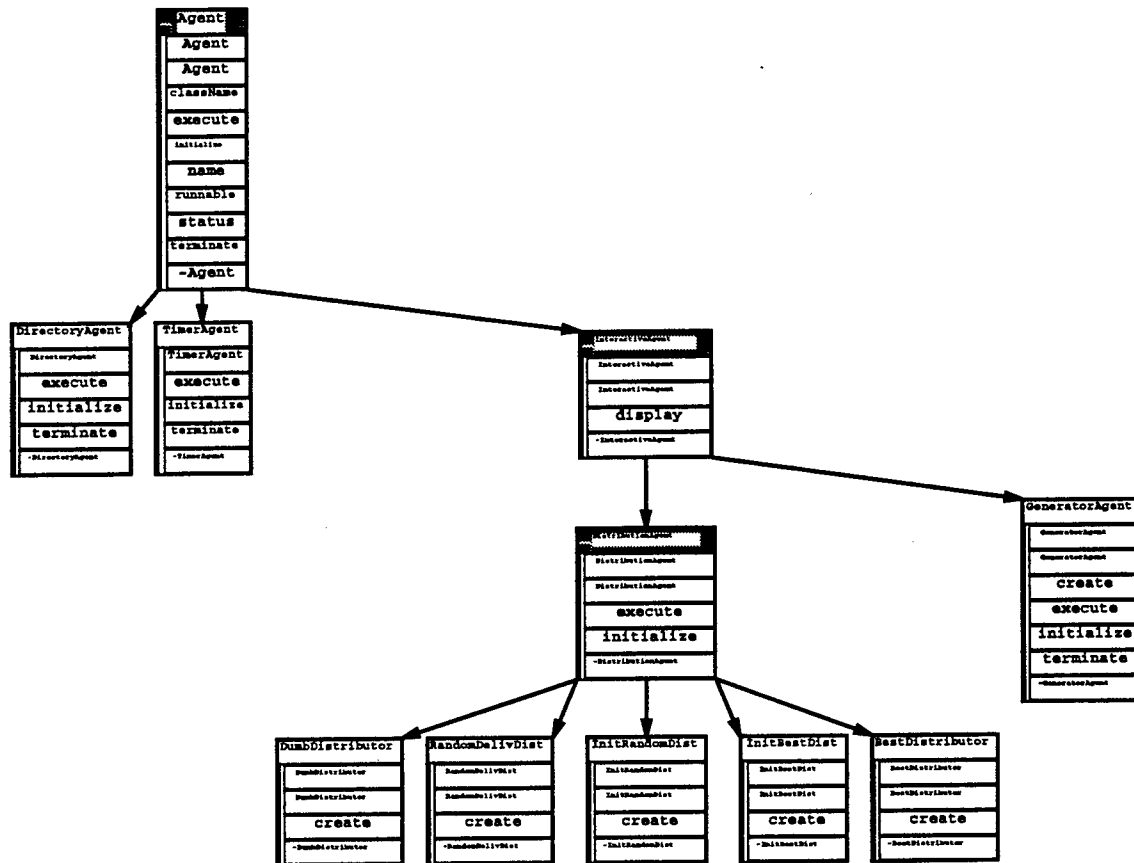 Agent
Agent
Agent
className
execute
initialize
name
runnable
status
terminate
~Agent
DirectoryAgent
DirectoryAgent
execute
initialize
terminate
~DirectoryAgent
TimerAgent
TimerAgent
execute
initialize
terminate
~TimerAgent
InteractiveAgent
InteractiveAgent
InteractiveAgent
display
~InteractiveAgent
DistributionAgent
DistributionAgent
DistributionAgent
execute
initialize
~DistributionAgent
GeneratorAgent
GeneratorAgent
GeneratorAgent
create
execute
initialize
terminate
~GeneratorAgent
DumbDistributor
DumbDistributor
DumbDistributor
create
~DumbDistributor
RandomDelivDist
RandomDelivDist
RandomDelivDist
create
~RandomDelivDist
InitRandomDist
InitRandomDist
InitRandomDist
create
~InitRandomDist
InitBestDist
InitBestDist
InitBestDist
create
~InitBestDist
BestDistributor
BestDistributor
BestDistributor
create
~BestDistributor